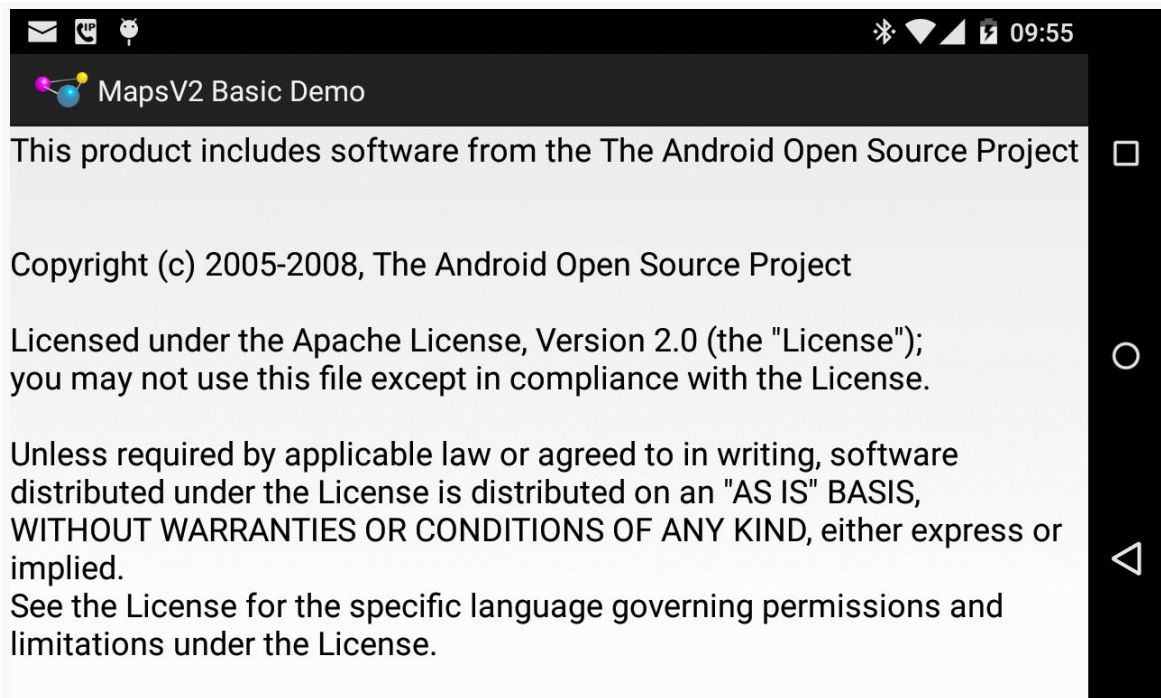 IP 09:55
MapsV2 Basic Demo
This product includes software from the The Android Open Source Project
Copyright (c) 2005-2008, The Android Open Source Project
Licensed under the Apache License, Version 2.0 (the "License");
you may not use this file except in compliance with the License.
Unless required by applicable law or agreed to in writing, software
distributed under the License is distributed on an "AS IS" BASIS,
WITHOUT WARRANTIES OR CONDITIONS OF ANY KIND, either express or
implied.
See the License for the specific language governing permissions and
limitations under the License.